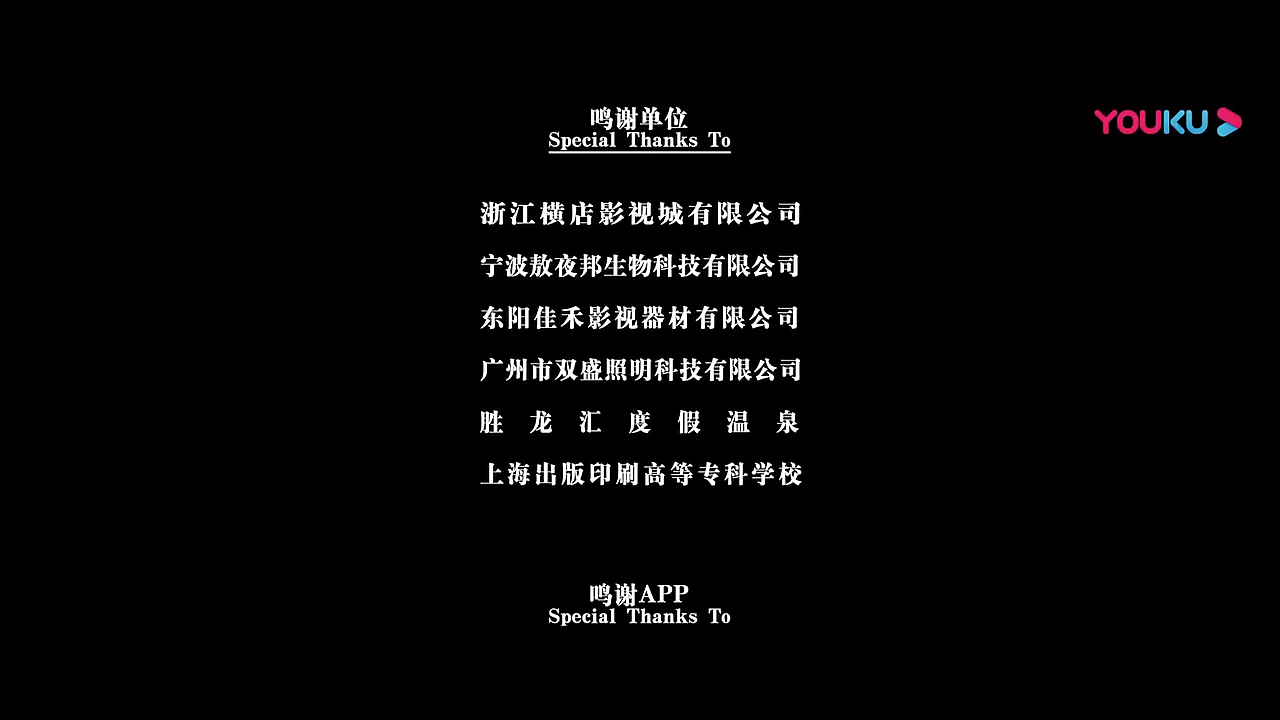 鸣谢单位
Special Thanks To
YOUKU
浙江横店影视城有限公司
宁波敖夜邦生物科技有限公司
东阳佳禾影视器材有限公司
广州市双盛照明科技有限公司
胜龙汇度假温泉
上海出版印刷高等专科学校
鸣谢APP
Special Thanks To